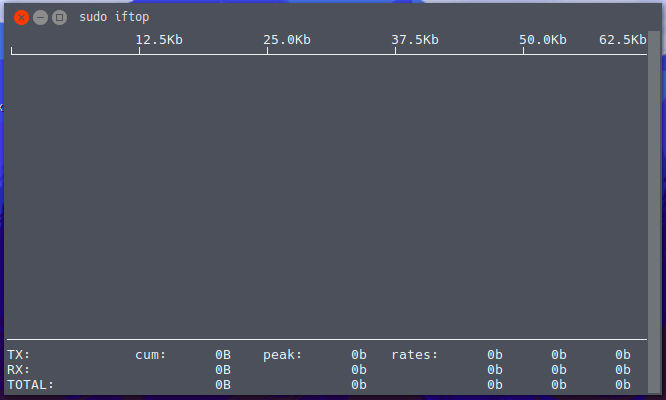 sudo iftop
12.5Kb 25.0Kb 37.5Kb 50.0Kb 62.5Kb
TX: cum: 0B peak: 0b rates: 0b 0b 0b
RX: 0B 0b 0b 0b 0b
TOTAL: 0B 0b 0b 0b 0b